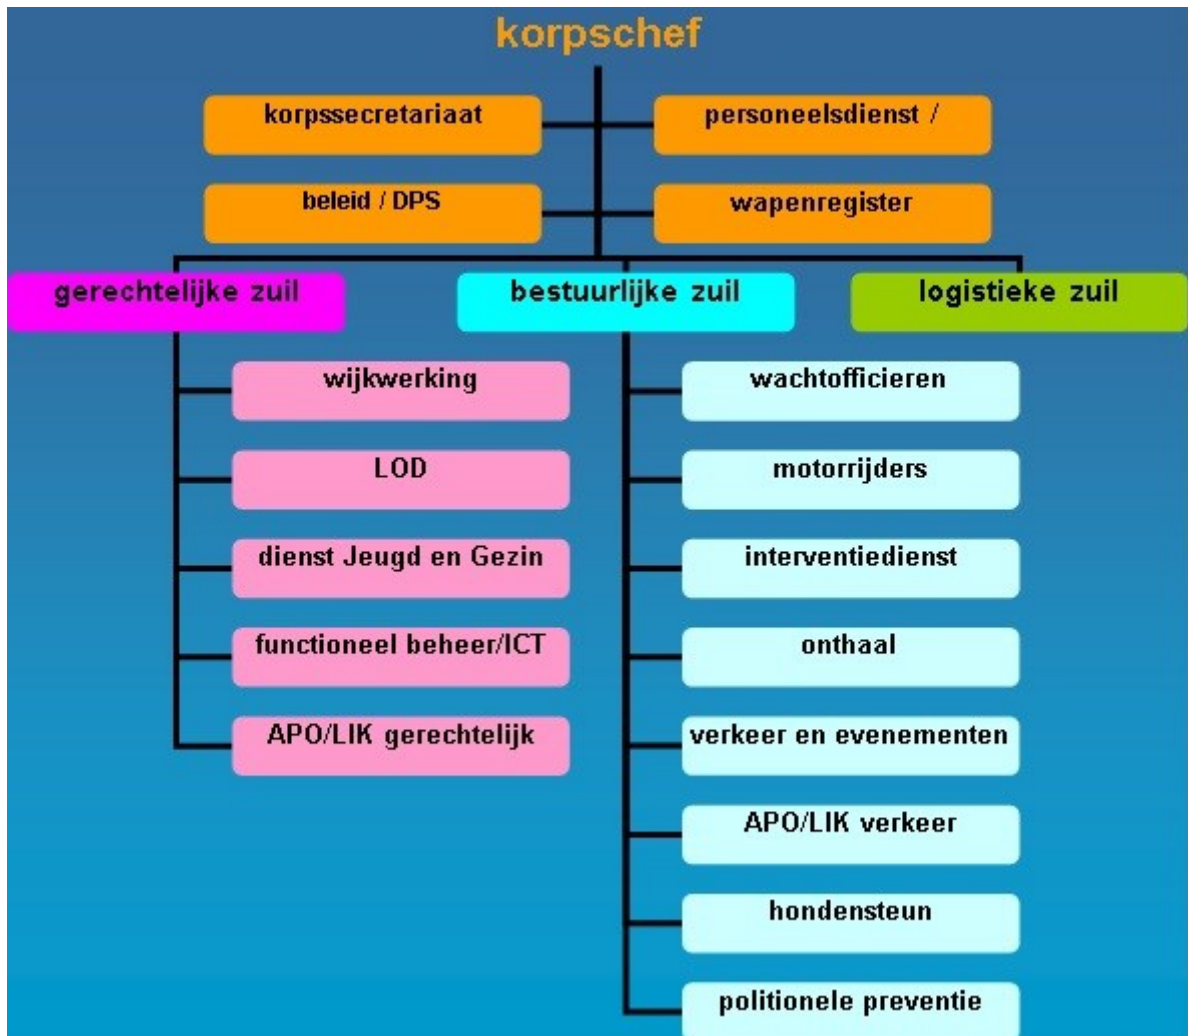 korpschef
korpssecretariaat
personeelsdienst /
beleid / DPS
wapenregister
gerechtelijke zuil
bestuurlijke zuil
logistieke zuil
wijkwerking
LOD
dienst Jeugd en Gezin
functioneel beheer/ICT
APO/LIK gerechtelijk
wachtofficieren
motorrijders
interventiedienst
onthaal
verkeer en evenementen
APO/LIK verkeer
hondensteun
politionele preventie